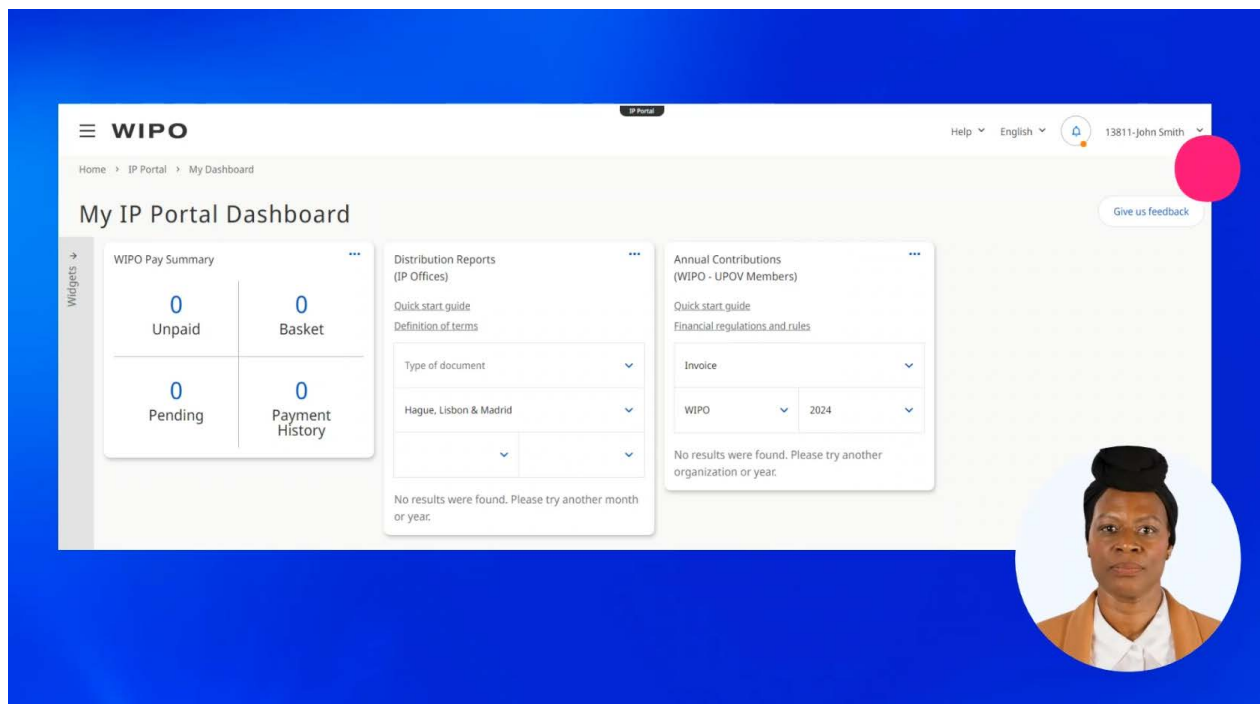 IP Portal
WIPO
Help
English
13811-John Smith
Home > IP Portal > My Dashboard
My IP Portal Dashboard
Give us feedback
Widgets
WIPO Pay Summary
0
Unpaid
0
Basket
0
Pending
0
Payment
History
Distribution Reports
(IP Offices)
Quick start guide
Definition of terms
Type of document
Hague, Lisbon & Madrid
No results were found. Please try another month
or year.
Annual Contributions
(WIPO - UPOV Members)
Quick start guide
Financial regulations and rules
Invoice
WIPO
2024
No results were found. Please try another
organization or year.